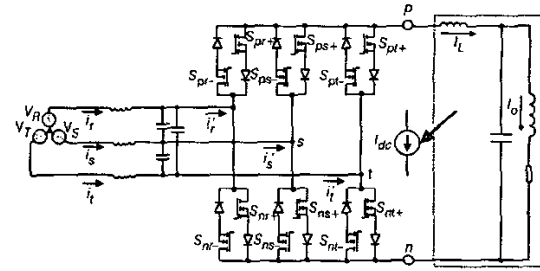 p
S_pr+ S_ps+ S_pt+
i_L
S_pr- S_ps- S_pt-
I_o
V_R i_r i'_r
V_T V_S
i_s i_s' s
i_dc
i_t i_t' t
S_nr+ S_ns+ S_nt+
S_nr- S_ns- S_nt-
n